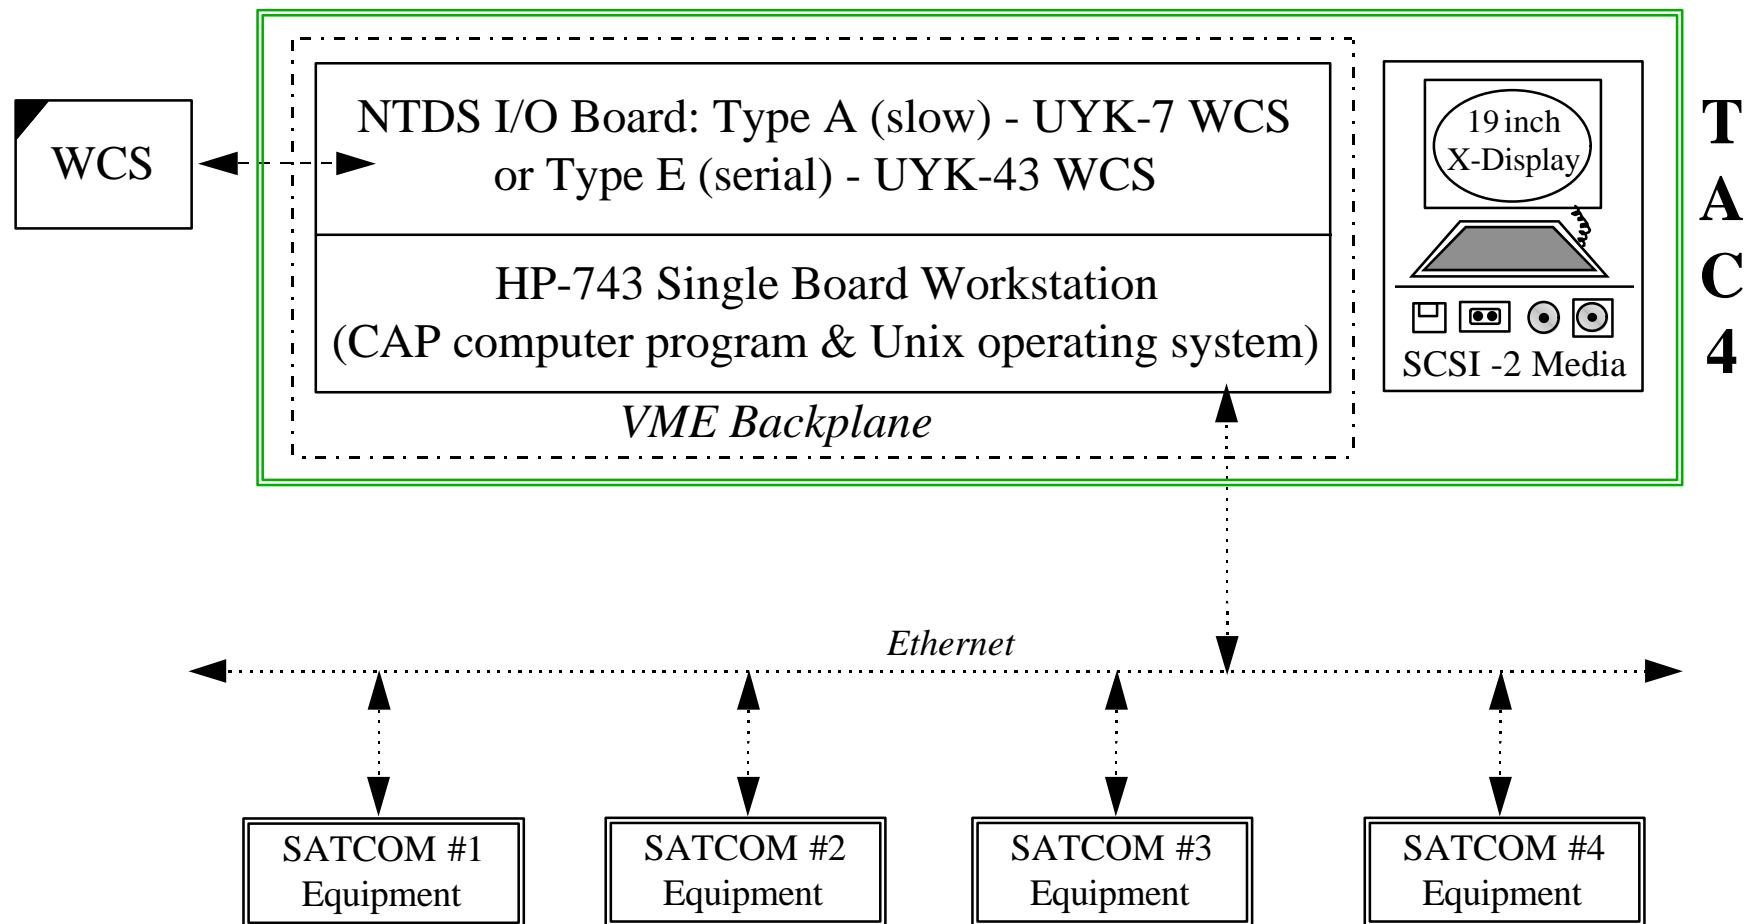 WCS
NTDS I/O Board: Type A (slow) - UYK-7 WCS
or Type E (serial) - UYK-43 WCS
HP-743 Single Board Workstation
(CAP computer program & Unix operating system)
VME Backplane
19 inch
X-Display
SCSI -2 Media
T
A
C
4
Ethernet
SATCOM #1
Equipment
SATCOM #2
Equipment
SATCOM #3
Equipment
SATCOM #4
Equipment